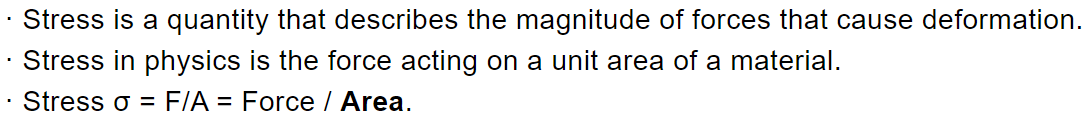 · Stress is a quantity that describes the magnitude of forces that cause deformation.
· Stress in physics is the force acting on a unit area of a material.
· Stress σ = F/A = Force / Area.